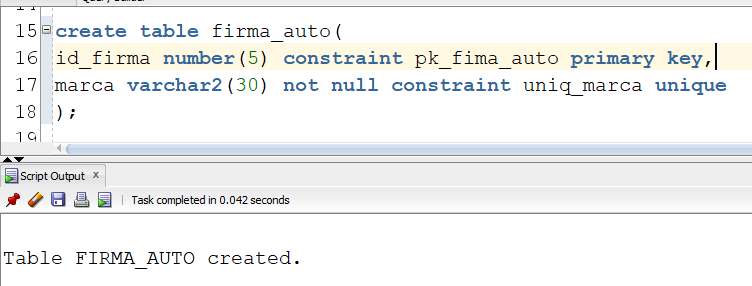 15 create table firma_auto(
16 id_firma number(5) constraint pk_fima_auto primary key,
17 marca varchar2(30) not null constraint uniq_marca unique
18 );
19
Script Output x
Task completed in 0.042 seconds
Table FIRMA_AUTO created.